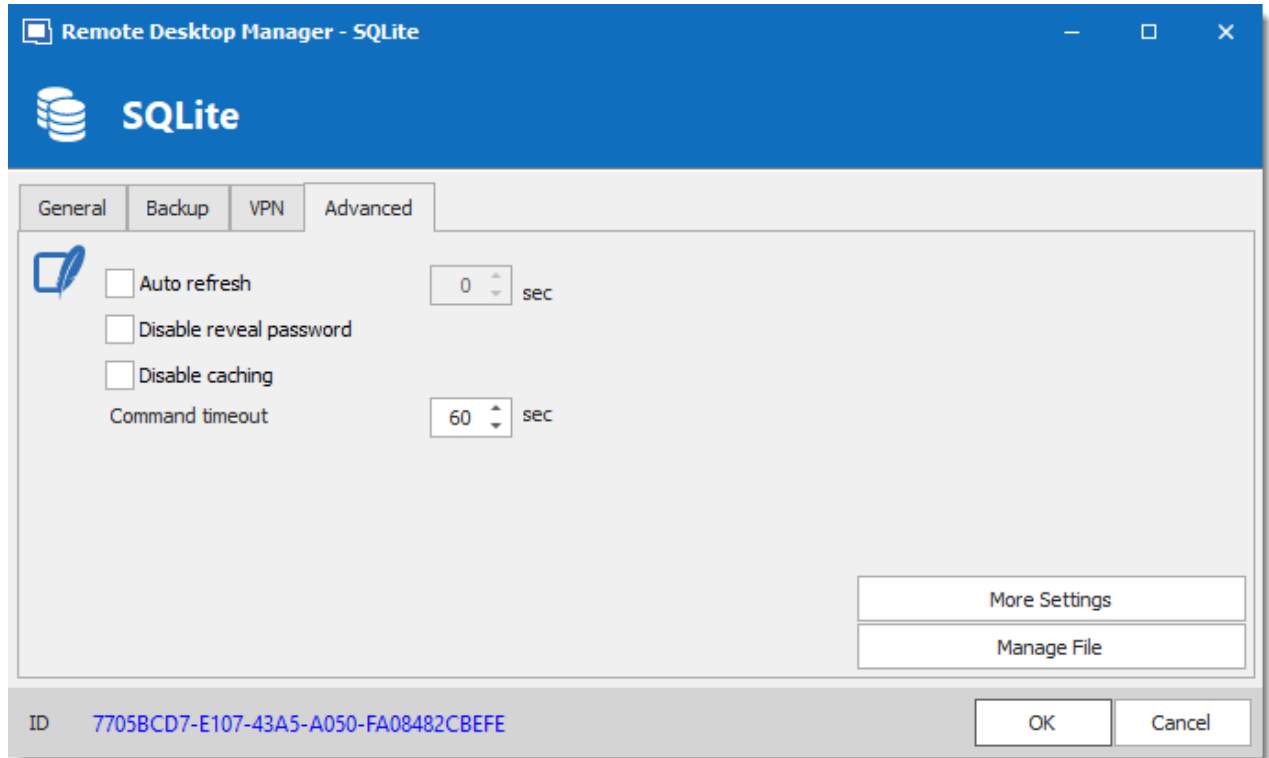 Remote Desktop Manager - SQLite
SQLite
General Backup VPN Advanced
Auto refresh 0 sec
Disable reveal password
Disable caching
Command timeout 60 sec
More Settings
Manage File
ID 7705BCD7-E107-43A5-A050-FA08482CBEFE OK Cancel